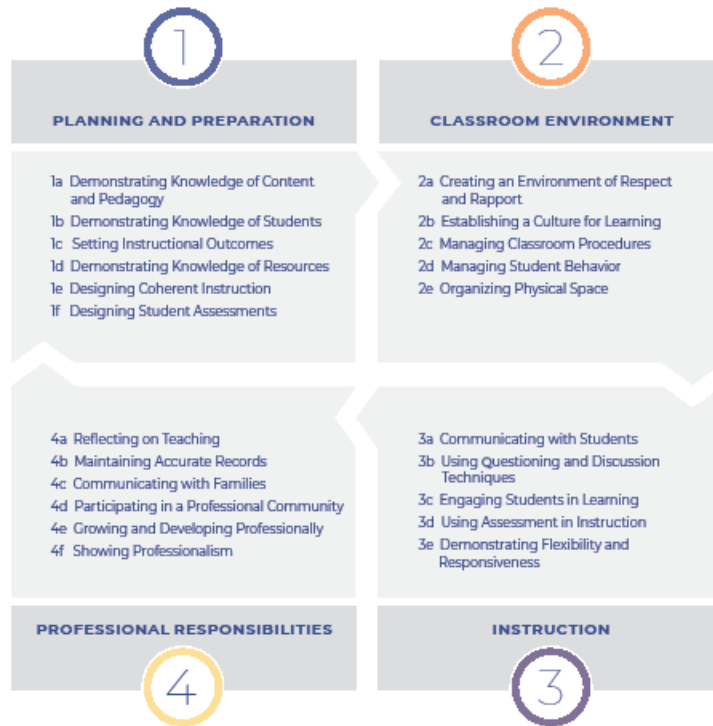 1
PLANNING AND PREPARATION
1a Demonstrating Knowledge of Content
and Pedagogy
1b Demonstrating Knowledge of Students
1c Setting Instructional Outcomes
1d Demonstrating Knowledge of Resources
1e Designing Coherent Instruction
1f Designing Student Assessments
2
CLASSROOM ENVIRONMENT
2a Creating an Environment of Respect
and Rapport
2b Establishing a Culture for Learning
2c Managing Classroom Procedures
2d Managing Student Behavior
2e Organizing Physical Space
4a Reflecting on Teaching
4b Maintaining Accurate Records
4c Communicating with Families
4d Participating in a Professional Community
4e Growing and Developing Professionally
4f Showing Professionalism
PROFESSIONAL RESPONSIBILITIES
4
3a Communicating with Students
3b Using Questioning and Discussion
Techniques
3c Engaging Students in Learning
3d Using Assessment in Instruction
3e Demonstrating Flexibility and
Responsiveness
INSTRUCTION
3